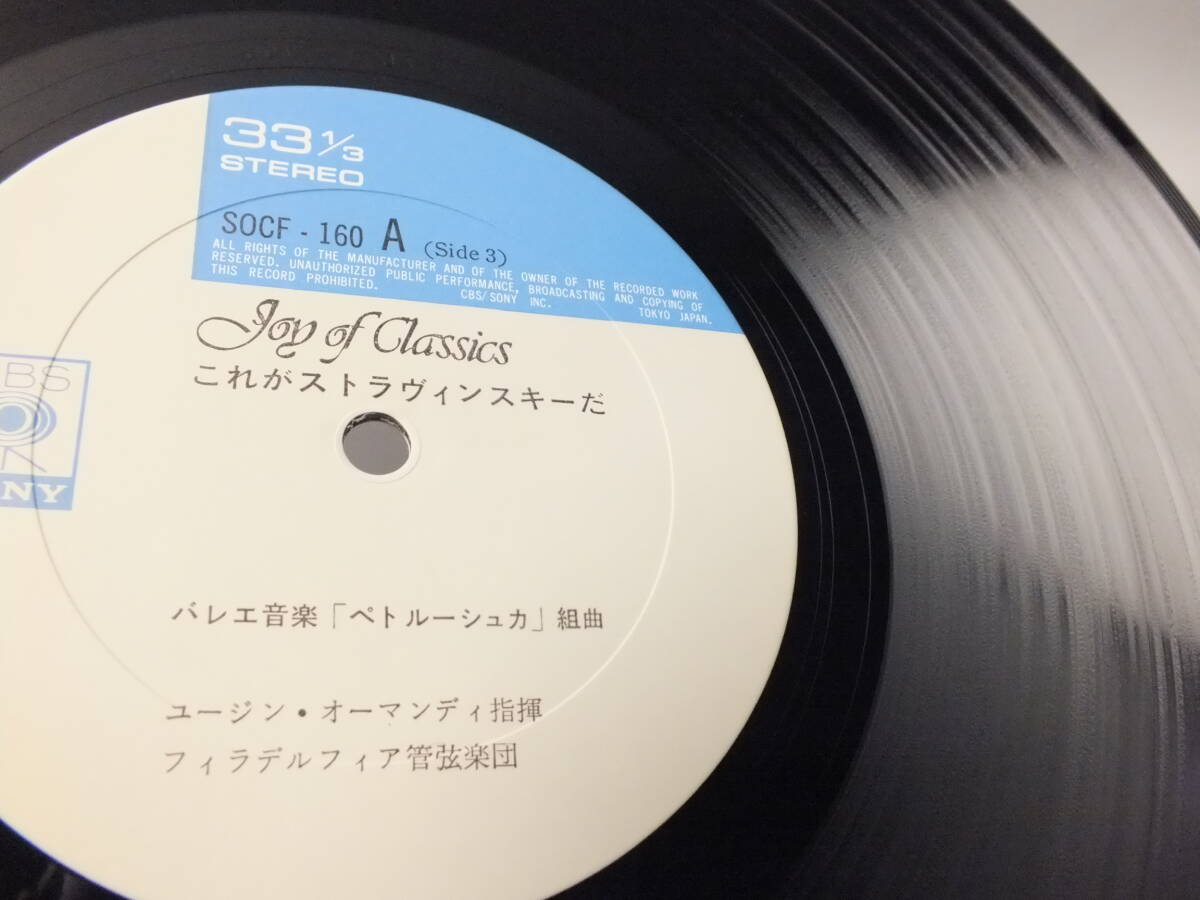 33 1/3
STEREO
SOCF - 160 A (Side 3)
ALL RIGHTS OF THE MANUFACTURER AND OF THE OWNER OF THE RECORDED WORK
RESERVED. UNAUTHORIZED PUBLIC PERFORMANCE, BROADCASTING AND COPYING OF
THIS RECORD PROHIBITED. CBS/SONY INC. TOKYO JAPAN.
Joy of Classics
これがストラヴィンスキーだ
BS
NY
バレエ音楽「ペトルーシュカ」組曲
ユージン・オーマンディ指揮
フィラデルフィア管弦楽団